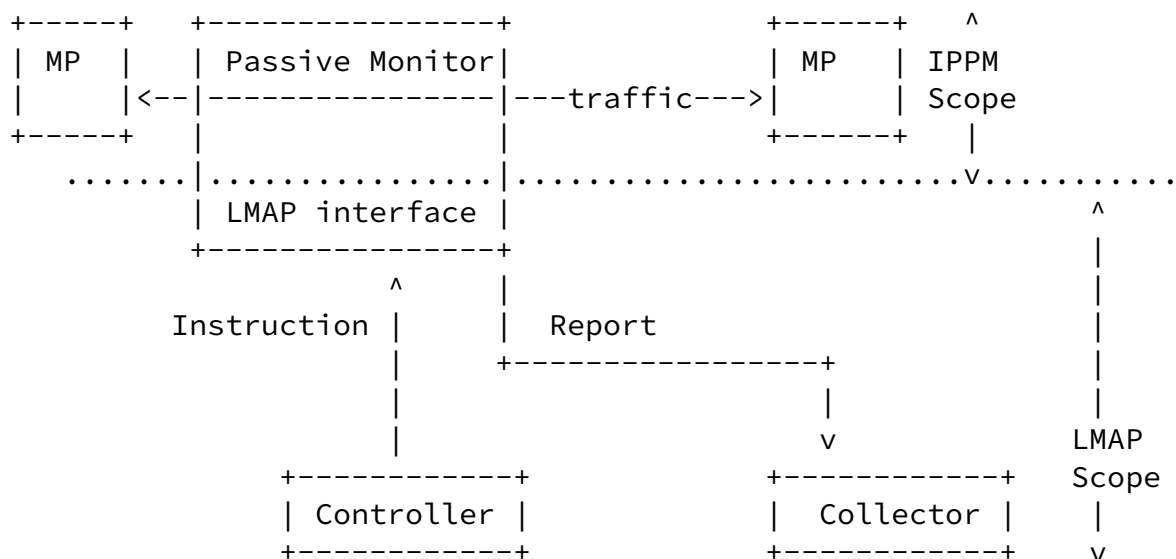 +-----+   +----------------+              +------+   ^
| MP  |   | Passive Monitor|              | MP   | IPPM
|     |<--|----------------|---traffic--->|      | Scope
+-----+   |                |              +------+   |
   .......|................|.........................v...........
          | LMAP interface |                                ^
          +----------------+                                |
                     ^     |                                |
         Instruction |     |  Report                        |
                     |     +-----------------+              |
                     |                       |              |
                     |                       v             LMAP
               +------------+             +------------+   Scope
               | Controller |             |  Collector |    |
               +------------+             +------------+    v